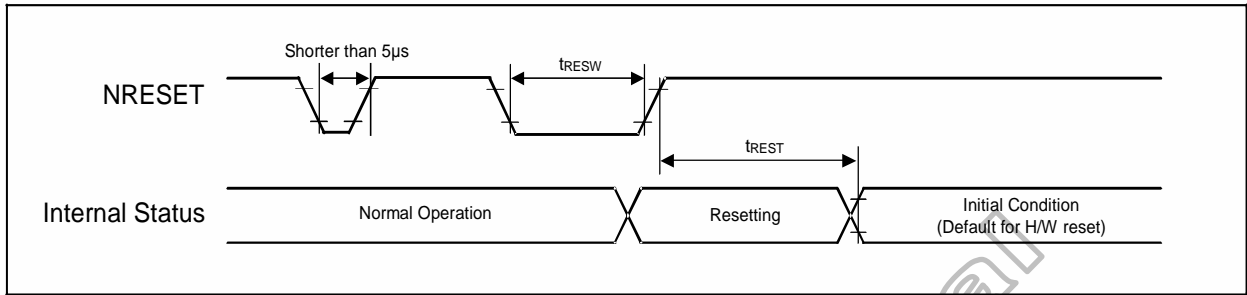 Shorter than 5µs
tRESW
NRESET
tREST
Internal Status
Normal Operation
Resetting
Initial Condition
(Default for H/W reset)